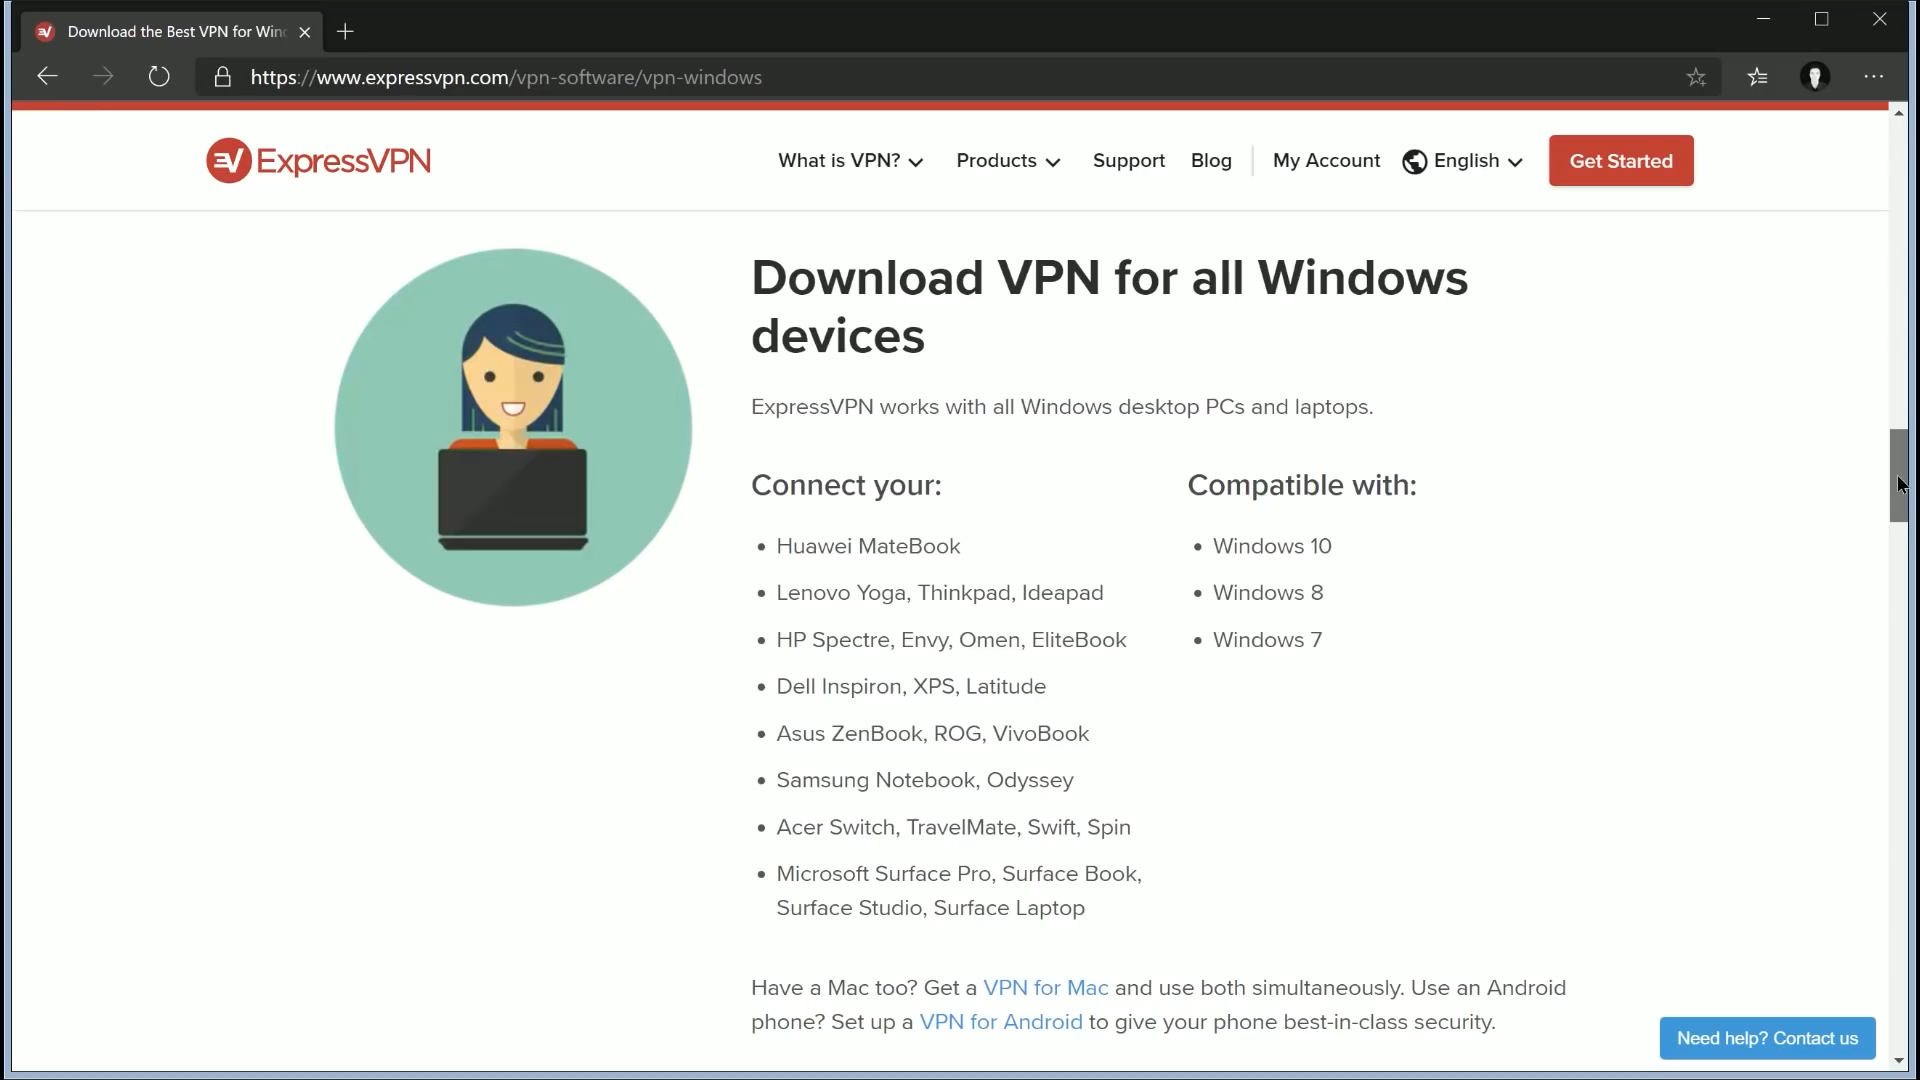 Download the Best VPN for Wind
https://www.expressvpn.com/vpn-software/vpn-windows
ExpressVPN
What is VPN?
Products
Support
Blog
My Account
English
Get Started
Download VPN for all Windows
devices
ExpressVPN works with all Windows desktop PCs and laptops.
Connect your:
• Huawei MateBook
• Lenovo Yoga, Thinkpad, Ideapad
• HP Spectre, Envy, Omen, EliteBook
• Dell Inspiron, XPS, Latitude
• Asus ZenBook, ROG, VivoBook
• Samsung Notebook, Odyssey
• Acer Switch, TravelMate, Swift, Spin
• Microsoft Surface Pro, Surface Book,
Surface Studio, Surface Laptop
Compatible with:
• Windows 10
• Windows 8
• Windows 7
Have a Mac too? Get a VPN for Mac and use both simultaneously. Use an Android
phone? Set up a VPN for Android to give your phone best-in-class security.
Need help? Contact us